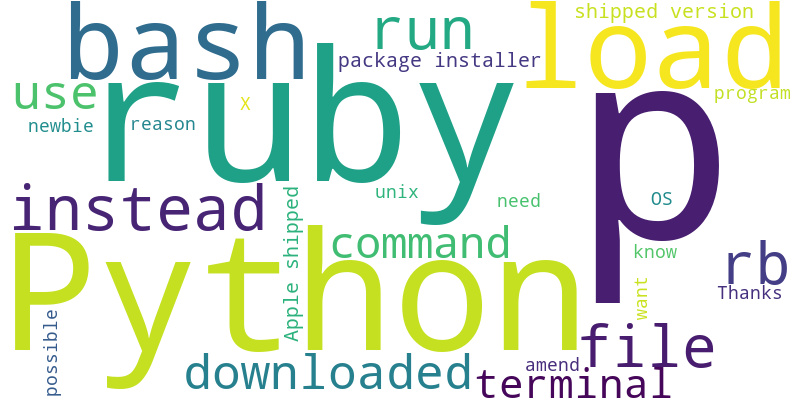 bash
run
load
shipped version
package installer
use
ruby
p
X
program
newbie
reason
instead
unix
need
OS
Apple shipped
command
know
rb
Python
want
Thanks
possible
downloaded
file
amend
terminal